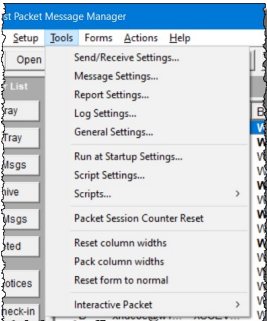 st Packet Message Manager
Setup Tools Forms Actions Help
Open
Send/Receive Settings...
List
Message Settings...
Report Settings...
ray
Log Settings...
General Settings...
Tray
Run at Startup Settings...
Msgs
Script Settings...
hive
Scripts... >
Msgs
Packet Session Counter Reset
ted
Reset column widths
Pack column widths
otices
Reset form to normal
Interactive Packet >
heck-in